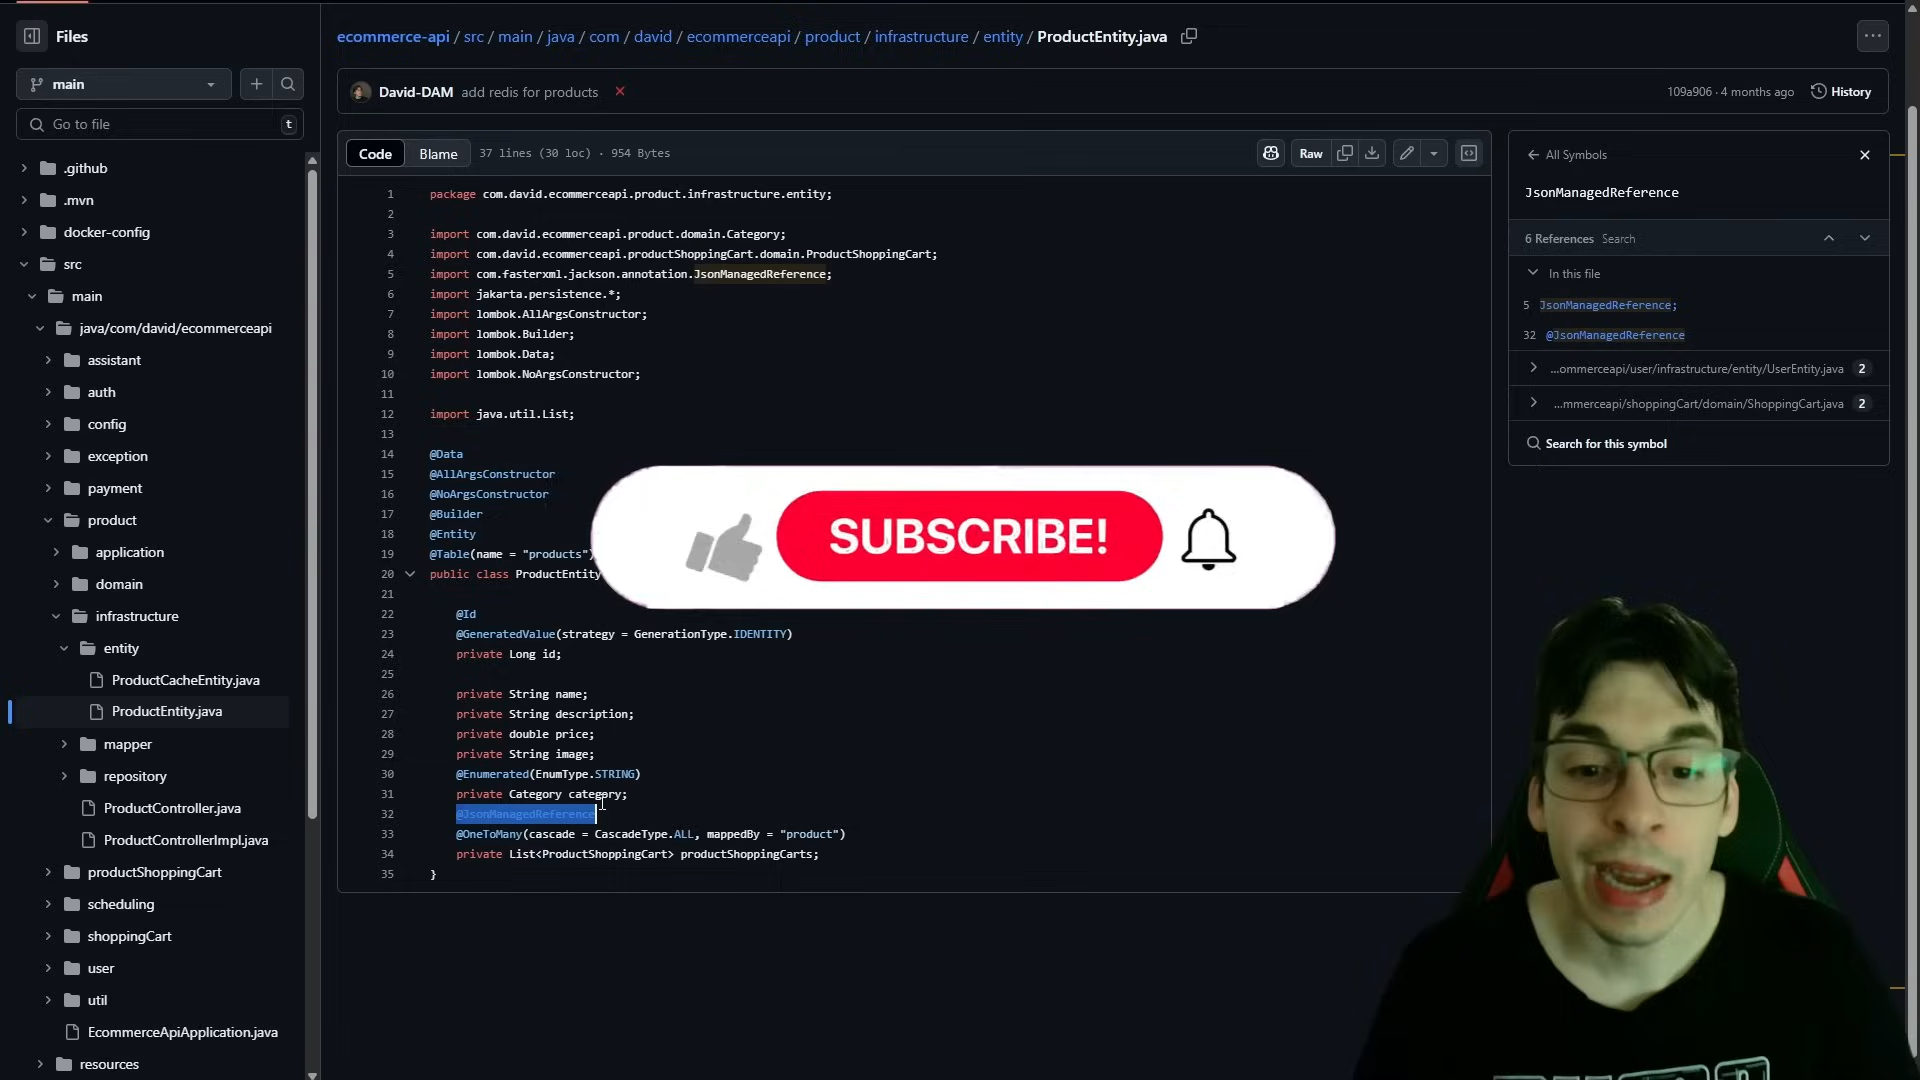 Files
main
Go to file
t
.github
.mvn
docker-config
src
main
java/com/david/ecommerceapi
assistant
auth
config
exception
payment
product
application
domain
infrastructure
entity
ProductCacheEntity.java
ProductEntity.java
mapper
repository
ProductController.java
ProductControllerImpl.java
productShoppingCart
scheduling
shoppingCart
user
util
EcommerceApiApplication.java
resources
ecommerce-api / src / main / java / com / david / ecommerceapi / product / infrastructure / entity / ProductEntity.java
David-DAM add redis for products
109a906 · 4 months ago
History
Code
Blame
37 lines (30 loc) · 954 Bytes
Raw
1 package com.david.ecommerceapi.product.infrastructure.entity;
2
3 import com.david.ecommerceapi.product.domain.Category;
4 import com.david.ecommerceapi.productShoppingCart.domain.ProductShoppingCart;
5 import com.fasterxml.jackson.annotation.JsonManagedReference;
6 import jakarta.persistence.*;
7 import lombok.AllArgsConstructor;
8 import lombok.Builder;
9 import lombok.Data;
10 import lombok.NoArgsConstructor;
11
12 import java.util.List;
13
14 @Data
15 @AllArgsConstructor
16 @NoArgsConstructor
17 @Builder
18 @Entity
19 @Table(name = "products")
20 public class ProductEntity
21
22 @Id
23 @GeneratedValue(strategy = GenerationType.IDENTITY)
24 private Long id;
25
26 private String name;
27 private String description;
28 private double price;
29 private String image;
30 @Enumerated(EnumType.STRING)
31 private Category category;
32 @JsonManagedReference
33 @OneToMany(cascade = CascadeType.ALL, mappedBy = "product")
34 private List<ProductShoppingCart> productShoppingCarts;
35 }
SUBSCRIBE!
All Symbols
JsonManagedReference
6 References Search
In this file
5 JsonManagedReference;
32 @JsonManagedReference
...ommerceapi/user/infrastructure/entity/UserEntity.java 2
...mmerceapi/shoppingCart/domain/ShoppingCart.java 2
Search for this symbol